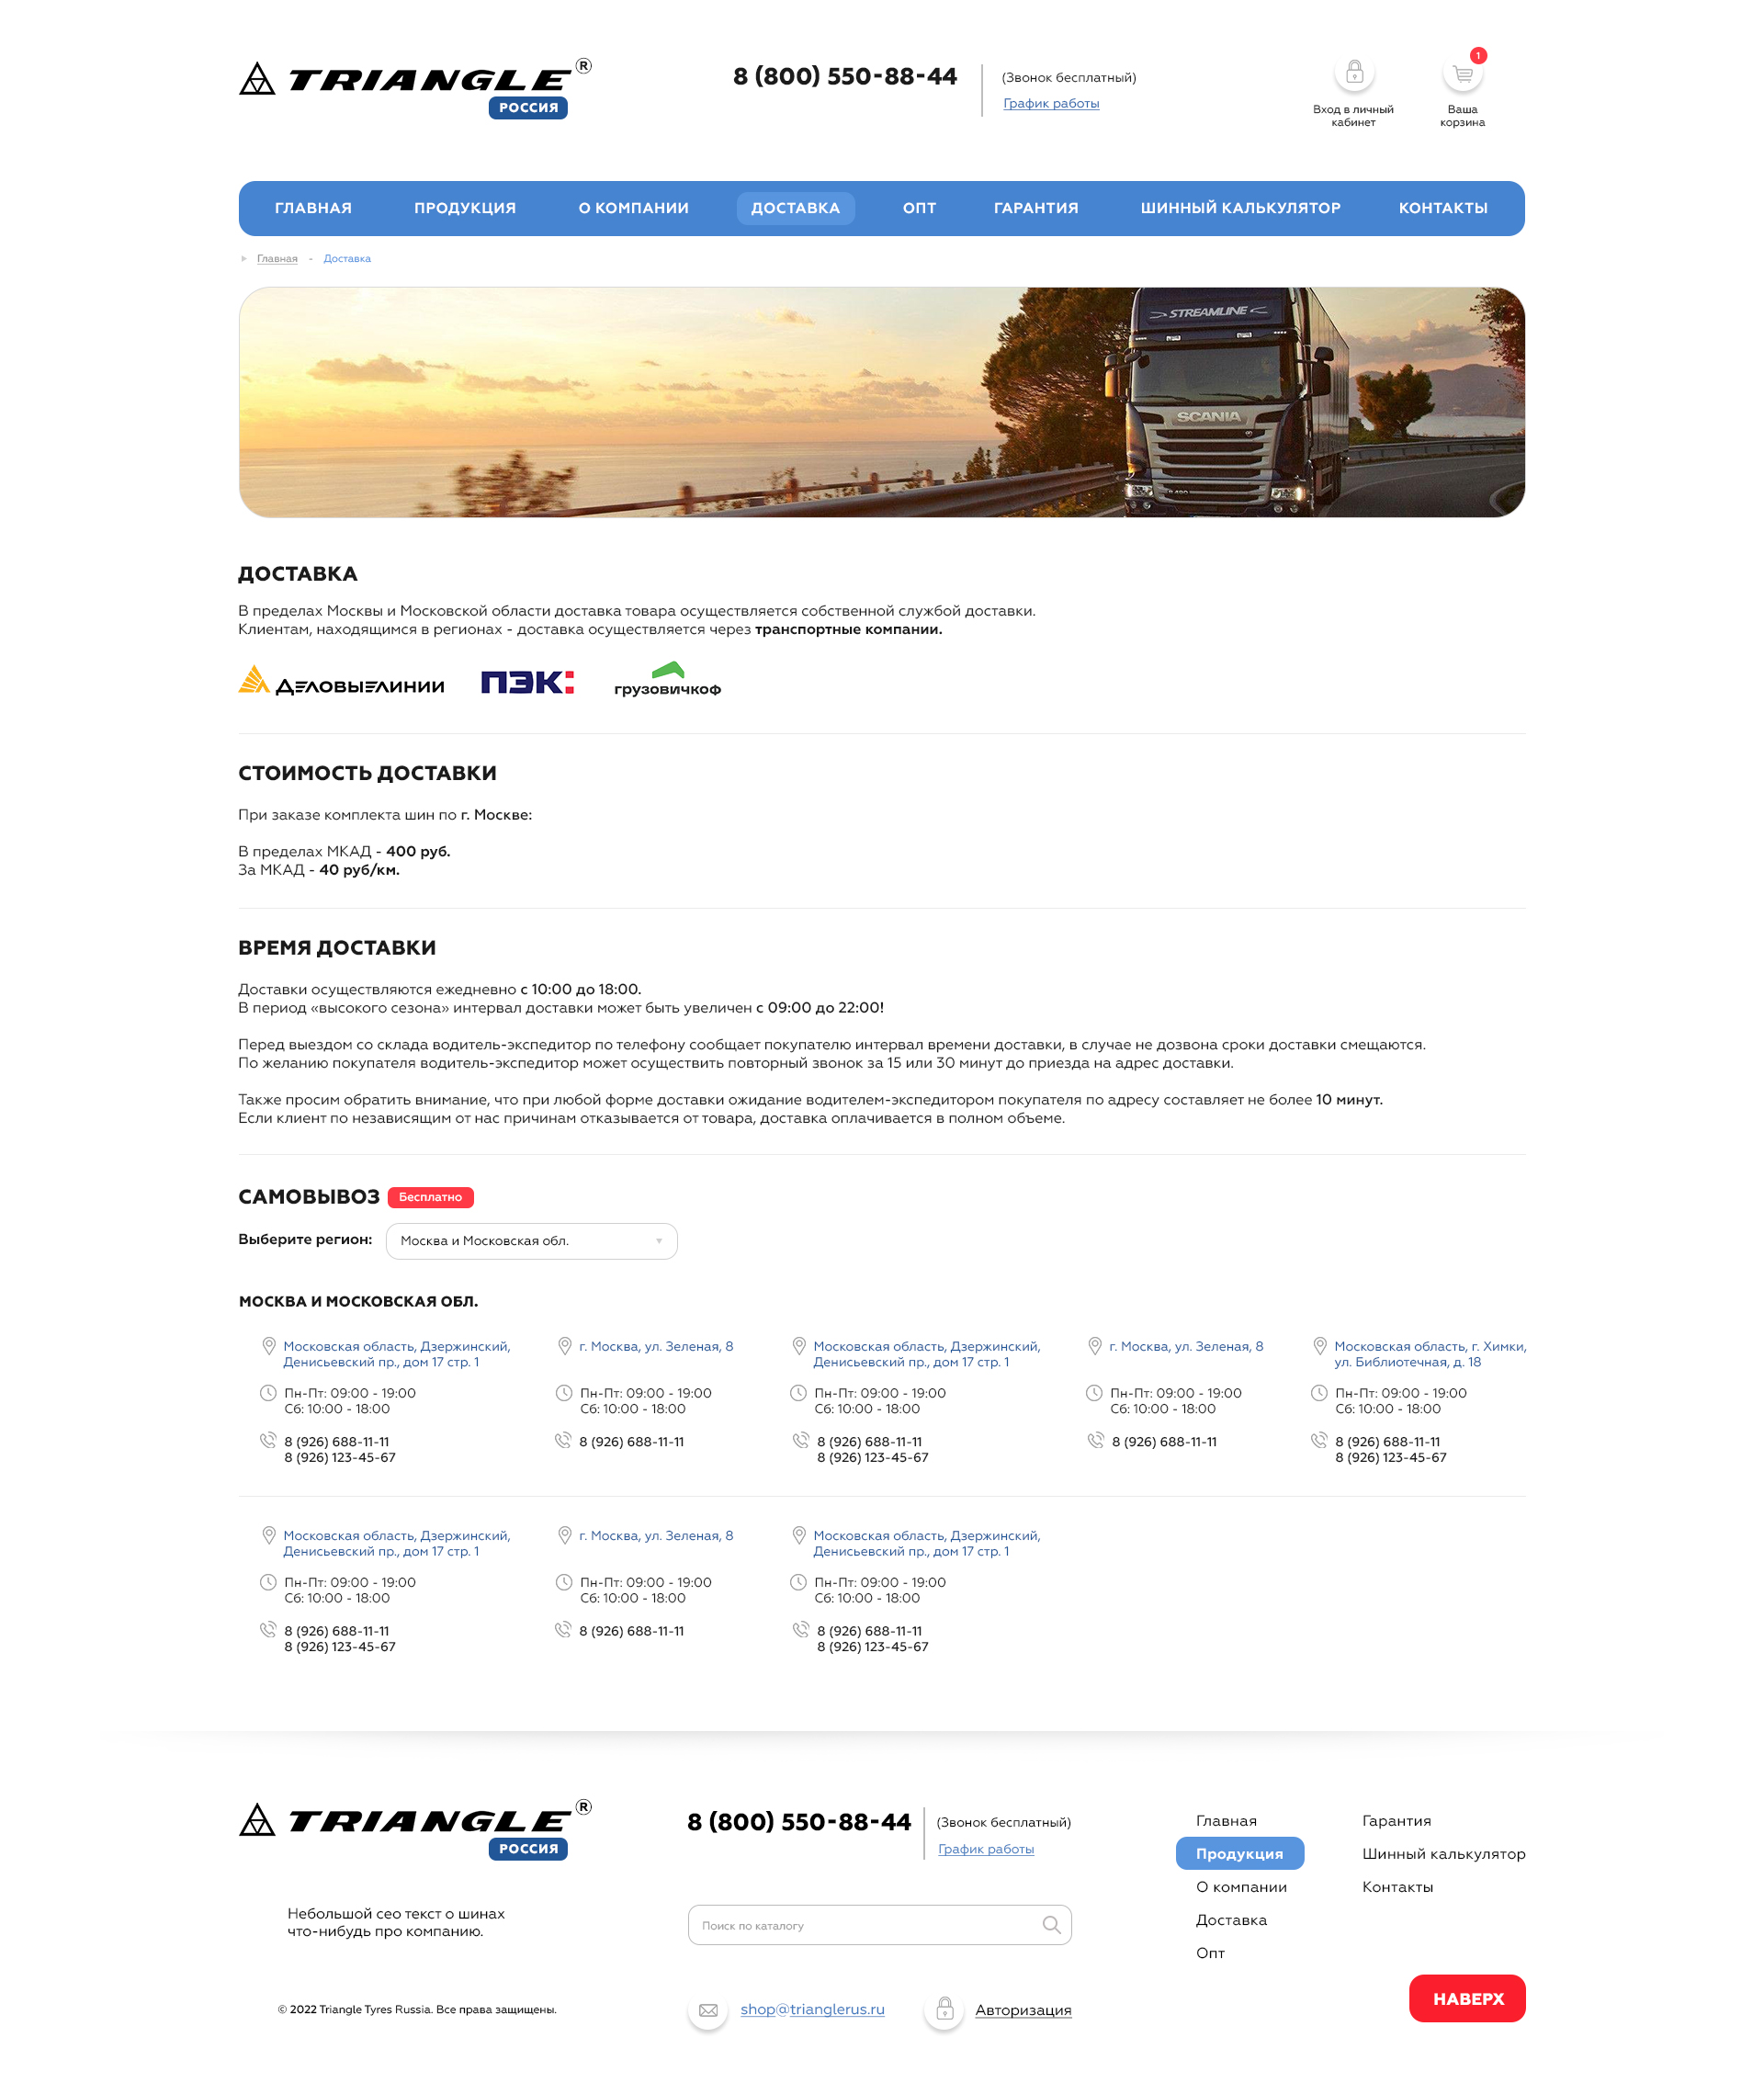 TRIANGLE®
РОССИЯ
8 (800) 550-88-44
(Звонок бесплатный)
График работы
Вход в личный
кабинет
1
Ваша
корзина
ГЛАВНАЯ ПРОДУКЦИЯ О КОМПАНИИ ДОСТАВКА ОПТ ГАРАНТИЯ ШИННЫЙ КАЛЬКУЛЯТОР КОНТАКТЫ
Главная - Доставка
STREAMLINE
SCANIA
ДОСТАВКА
В пределах Москвы и Московской области доставка товара осуществляется собственной службой доставки.
Клиентам, находящимся в регионах - доставка осуществляется через транспортные компании.
ДЕЛОВЫЕ ЛИНИИ ПЭК: грузовичкоф
СТОИМОСТЬ ДОСТАВКИ
При заказе комплекта шин по г. Москве:
В пределах МКАД - 400 руб.
За МКАД - 40 руб/км.
ВРЕМЯ ДОСТАВКИ
Доставки осуществляются ежедневно с 10:00 до 18:00.
В период «высокого сезона» интервал доставки может быть увеличен с 09:00 до 22:00!
Перед выездом со склада водитель-экспедитор по телефону сообщает покупателю интервал времени доставки, в случае не дозвона сроки доставки смещаются.
По желанию покупателя водитель-экспедитор может осуществить повторный звонок за 15 или 30 минут до приезда на адрес доставки.
Также просим обратить внимание, что при любой форме доставки ожидание водителем-экспедитором покупателя по адресу составляет не более 10 минут.
Если клиент по независящим от нас причинам отказывается от товара, доставка оплачивается в полном объеме.
САМОВЫВОЗ Бесплатно
Выберите регион: Москва и Московская обл.
МОСКВА И МОСКОВСКАЯ ОБЛ.
Московская область, Дзержинский,
Денисьевский пр., дом 17 стр. 1
Пн-Пт: 09:00 - 19:00
Сб: 10:00 - 18:00
8 (926) 688-11-11
8 (926) 123-45-67
г. Москва, ул. Зеленая, 8
Пн-Пт: 09:00 - 19:00
Сб: 10:00 - 18:00
8 (926) 688-11-11
Московская область, Дзержинский,
Денисьевский пр., дом 17 стр. 1
Пн-Пт: 09:00 - 19:00
Сб: 10:00 - 18:00
8 (926) 688-11-11
8 (926) 123-45-67
г. Москва, ул. Зеленая, 8
Пн-Пт: 09:00 - 19:00
Сб: 10:00 - 18:00
8 (926) 688-11-11
Московская область, г. Химки,
ул. Библиотечная, д. 18
Пн-Пт: 09:00 - 19:00
Сб: 10:00 - 18:00
8 (926) 688-11-11
8 (926) 123-45-67
Московская область, Дзержинский,
Денисьевский пр., дом 17 стр. 1
Пн-Пт: 09:00 - 19:00
Сб: 10:00 - 18:00
8 (926) 688-11-11
8 (926) 123-45-67
г. Москва, ул. Зеленая, 8
Пн-Пт: 09:00 - 19:00
Сб: 10:00 - 18:00
8 (926) 688-11-11
Московская область, Дзержинский,
Денисьевский пр., дом 17 стр. 1
Пн-Пт: 09:00 - 19:00
Сб: 10:00 - 18:00
8 (926) 688-11-11
8 (926) 123-45-67
TRIANGLE®
РОССИЯ
Небольшой сео текст о шинах
что-нибудь про компанию.
© 2022 Triangle Tyres Russia. Все права защищены.
8 (800) 550-88-44
(Звонок бесплатный)
График работы
Поиск по каталогу
shop@trianglerus.ru
Авторизация
Главная
Продукция
О компании
Доставка
Опт
Гарантия
Шинный калькулятор
Контакты
НАВЕРХ